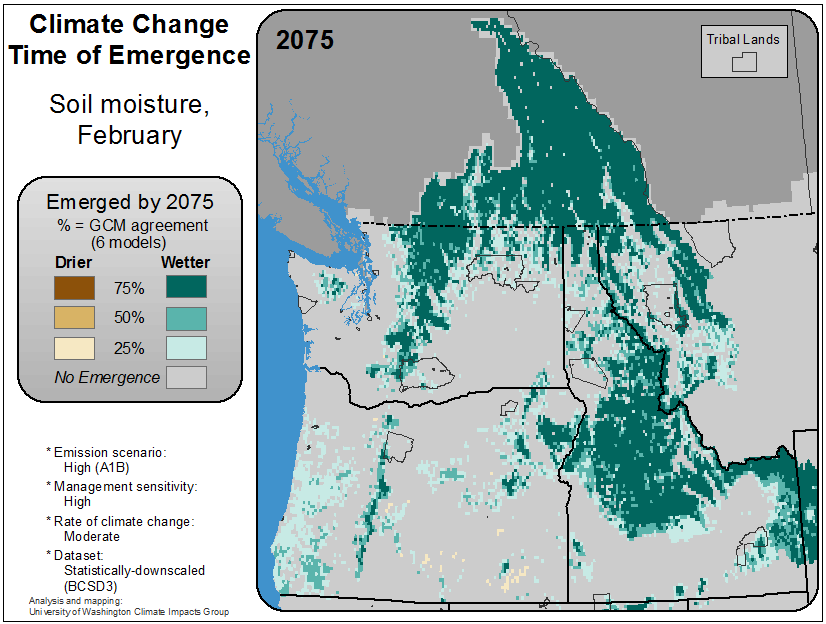 Climate Change
Time of Emergence
Soil moisture,
February
Emerged by 2075
% = GCM agreement
(6 models)
Drier Wetter
75%
50%
25%
No Emergence
* Emission scenario:
High (A1B)
* Management sensitivity:
High
* Rate of climate change:
Moderate
* Dataset:
Statistically-downscaled
(BCSD3)
Analysis and mapping:
University of Washington Climate Impacts Group
2075
Tribal Lands